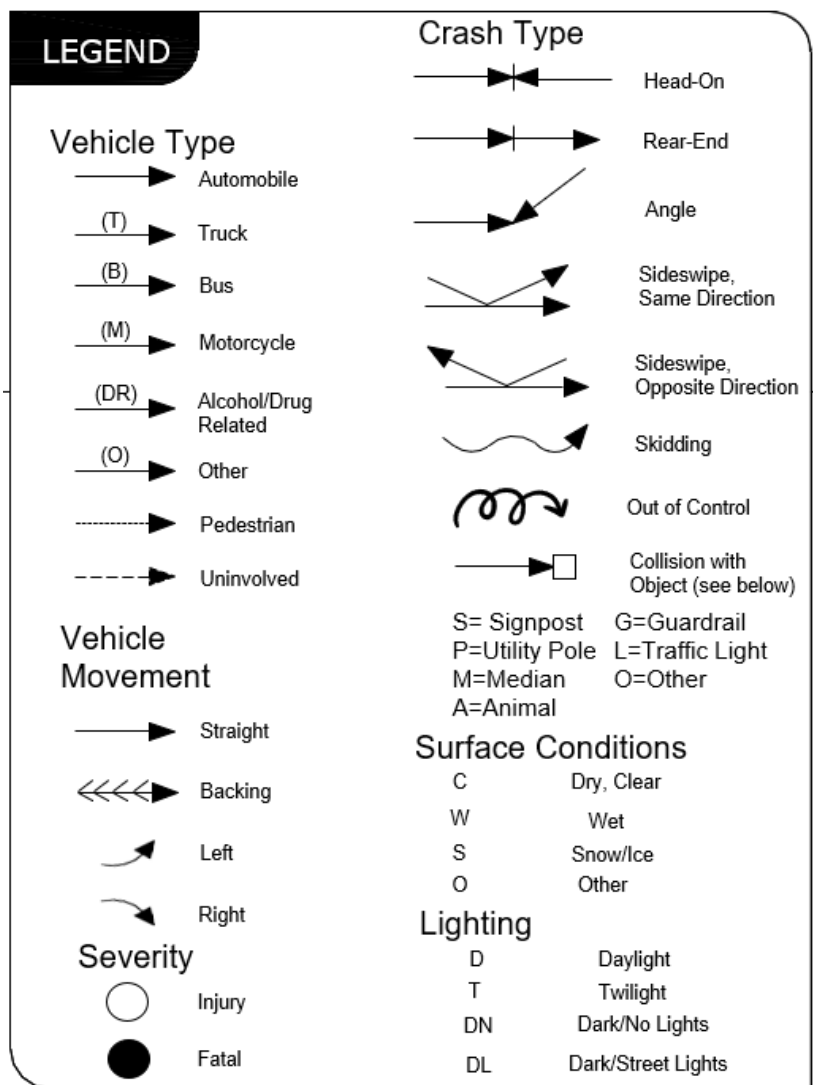 LEGEND
Vehicle Type
Automobile
(T) Truck
(B) Bus
(M) Motorcycle
(DR) Alcohol/Drug
Related
(O) Other
Pedestrian
Uninvolved
Vehicle
Movement
Straight
Backing
Left
Right
Severity
Injury
Fatal
Crash Type
Head-On
Rear-End
Angle
Sideswipe,
Same Direction
Sideswipe,
Opposite Direction
Skidding
Out of Control
Collision with
Object (see below)
S= Signpost G=Guardrail
P=Utility Pole L=Traffic Light
M=Median O=Other
A=Animal
Surface Conditions
C Dry, Clear
W Wet
S Snow/Ice
O Other
Lighting
D Daylight
T Twilight
DN Dark/No Lights
DL Dark/Street Lights